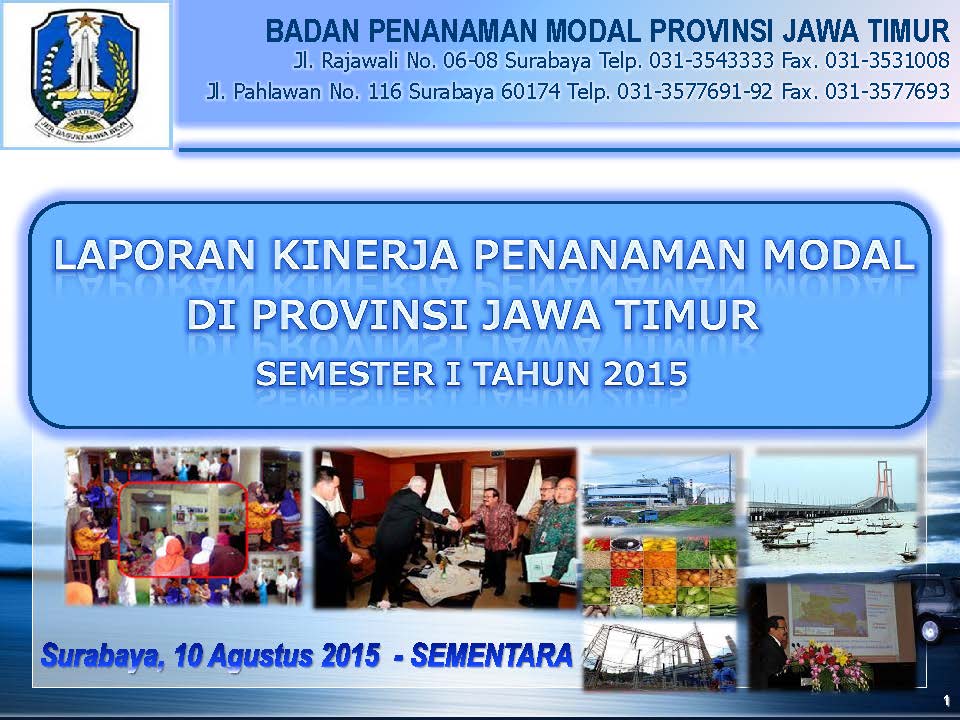 BADAN PENANAMAN MODAL PROVINSI JAWA TIMUR
Jl. Rajawali No. 06-08 Surabaya Telp. 031-3543333 Fax. 031-3531008
Jl. Pahlawan No. 116 Surabaya 60174 Telp. 031-3577691-92 Fax. 031-3577693
JAWA TIMUR
JER BASUKI MAWA BEYA
LAPORAN KINERJA PENANAMAN MODAL
DI PROVINSI JAWA TIMUR
SEMESTER I TAHUN 2015
Surabaya, 10 Agustus 2015 - SEMENTARA
1